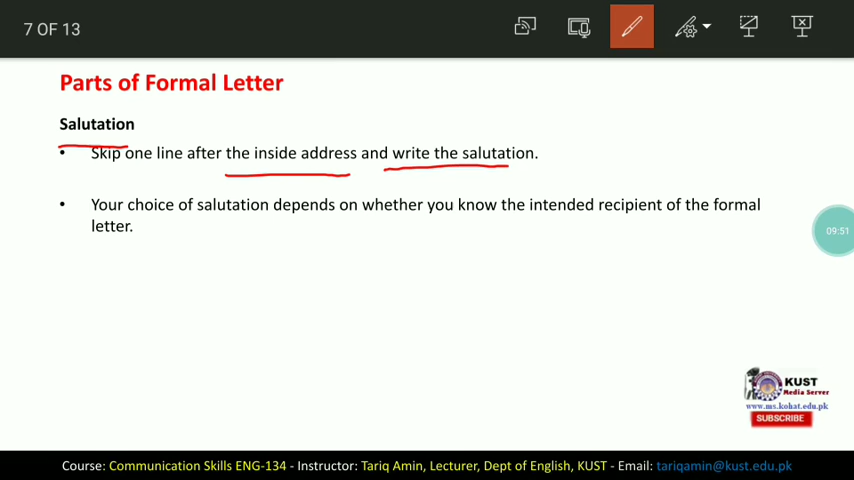 7 OF 13
Parts of Formal Letter
Salutation
• Skip one line after the inside address and write the salutation.
• Your choice of salutation depends on whether you know the intended recipient of the formal
letter.
09:51
KUST
Media Server
www.ms.kohat.edu.pk
SUBSCRIBE
Course: Communication Skills ENG-134 - Instructor: Tariq Amin, Lecturer, Dept of English, KUST - Email: tariqamin@kust.edu.pk